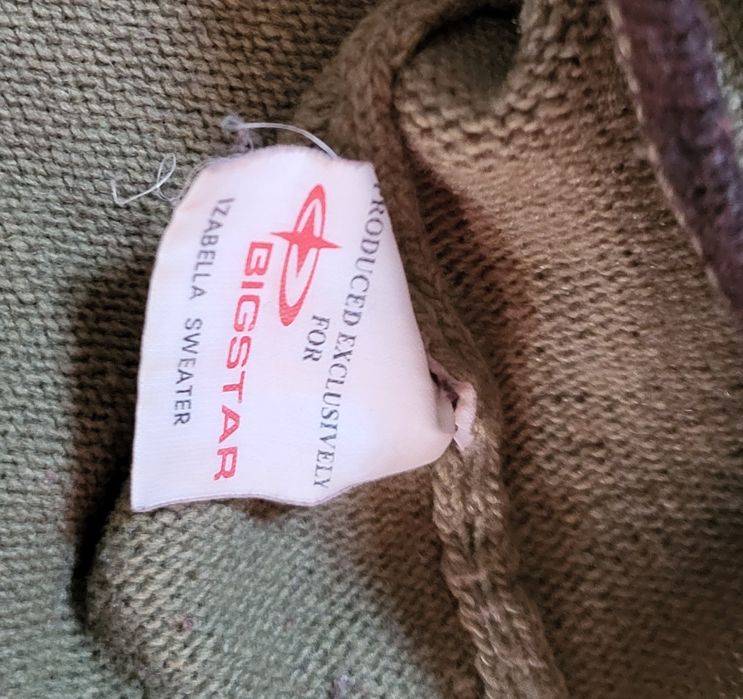 PRODUCED EXCLUSIVELY
FOR
BIGSTAR
IZABELLA SWEATER